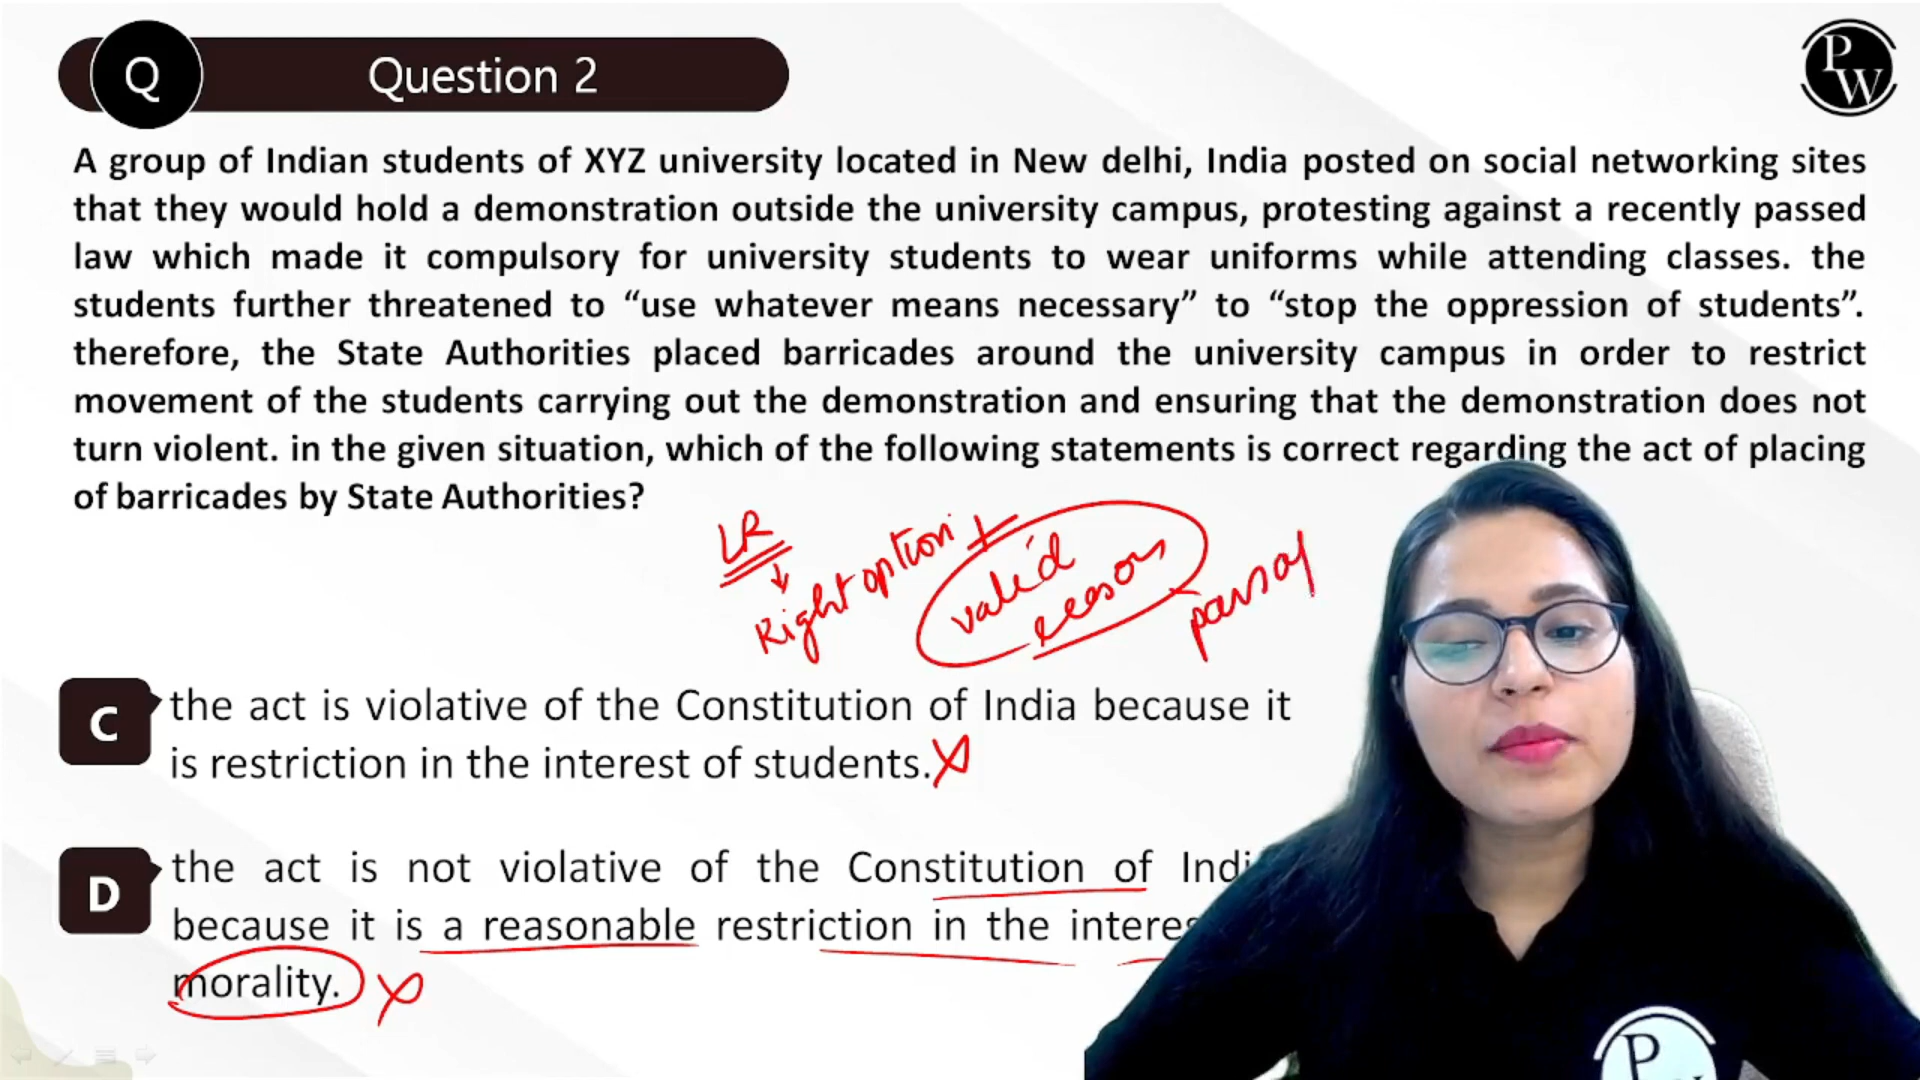 Q
Question 2
P
W
A group of Indian students of XYZ university located in New delhi, India posted on social networking sites
that they would hold a demonstration outside the university campus, protesting against a recently passed
law which made it compulsory for university students to wear uniforms while attending classes. the
students further threatened to “use whatever means necessary” to “stop the oppression of students”.
therefore, the State Authorities placed barricades around the university campus in order to restrict
movement of the students carrying out the demonstration and ensuring that the demonstration does not
turn violent. in the given situation, which of the following statements is correct regarding the act of placing
of barricades by State Authorities?
LR
Right option +
valid
reason
C
the act is violative of the Constitution of India because it
is restriction in the interest of students.
D
the act is not violative of the Constitution of Indi
because it is a reasonable restriction in the interes
morality.
P
W